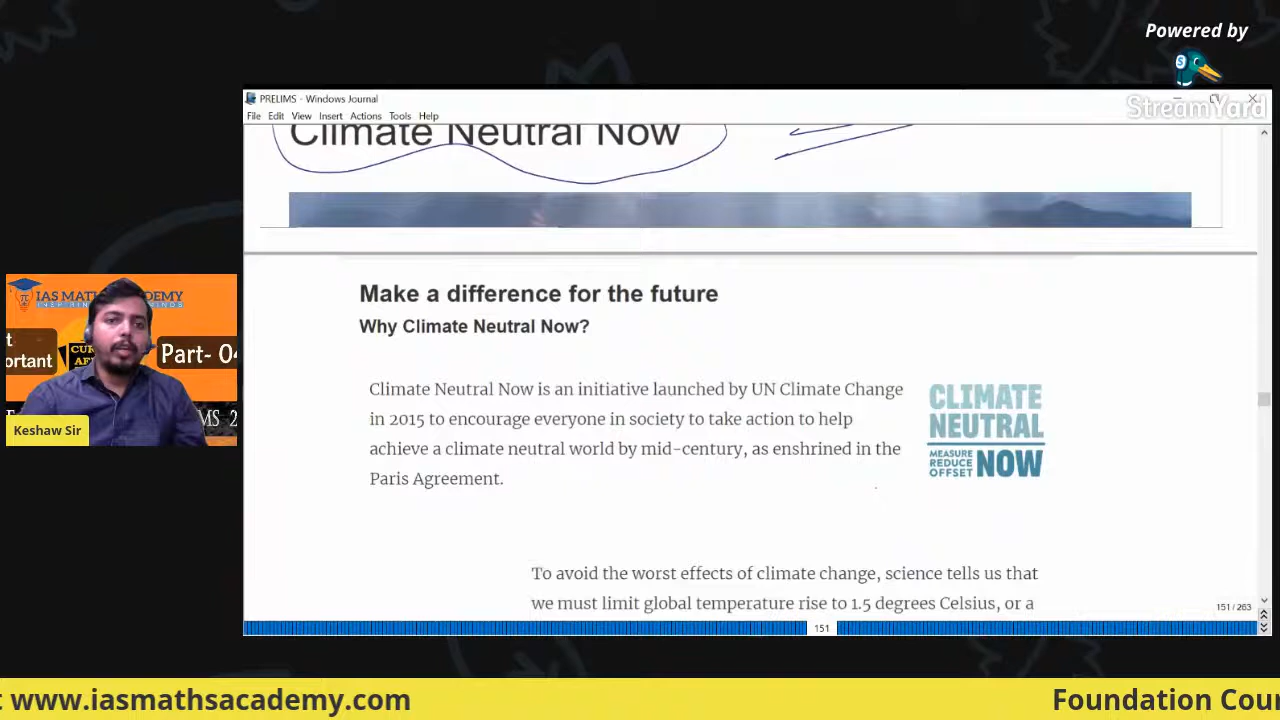 Powered by
StreamYard
PRELIMS - Windows Journal
File Edit View Insert Actions Tools Help
Climate Neutral Now
Make a difference for the future
Why Climate Neutral Now?
Climate Neutral Now is an initiative launched by UN Climate Change
in 2015 to encourage everyone in society to take action to help
achieve a climate neutral world by mid-century, as enshrined in the
Paris Agreement.
CLIMATE
NEUTRAL
MEASURE
REDUCE
OFFSET
NOW
To avoid the worst effects of climate change, science tells us that
we must limit global temperature rise to 1.5 degrees Celsius, or a
151 / 263
151
IAS MATHS ACADEMY
Part- 04
Keshaw Sir
www.iasmathsacademy.com
Foundation Cour